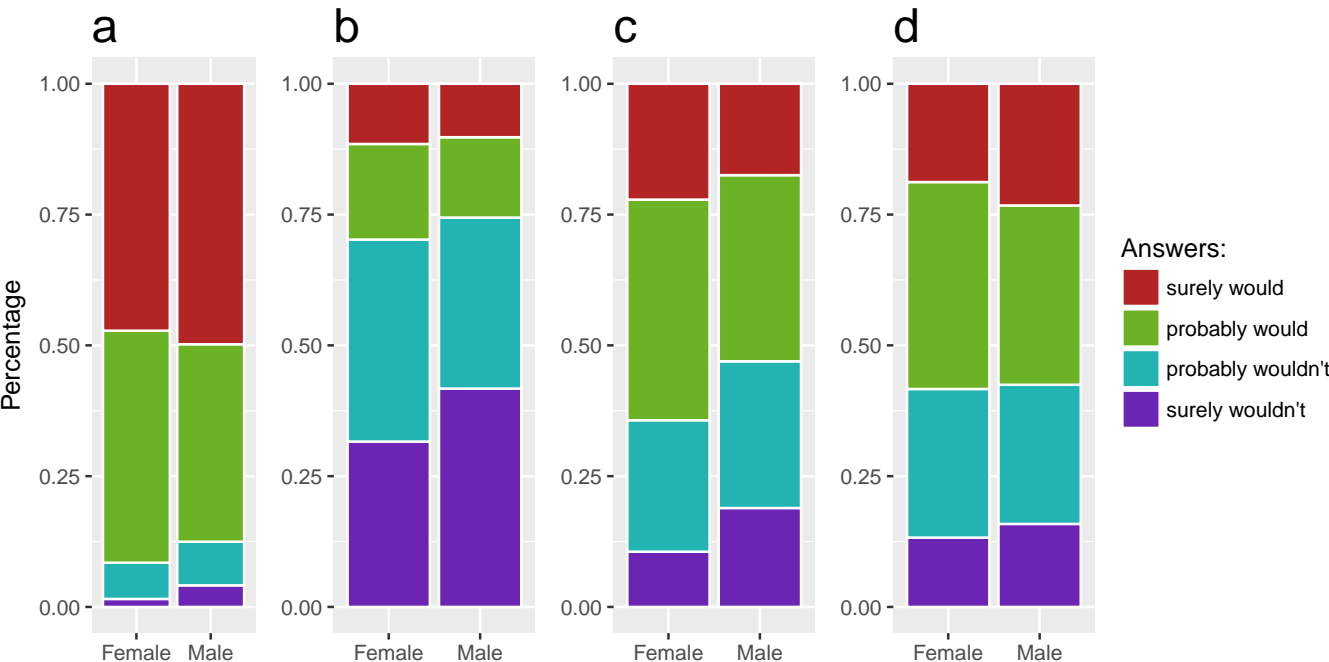 a
b
c
d
Percentage
1.00
0.75
0.50
0.25
0.00
Female Male
1.00
0.75
0.50
0.25
0.00
Female Male
1.00
0.75
0.50
0.25
0.00
Female Male
1.00
0.75
0.50
0.25
0.00
Female Male
Answers:
surely would
probably would
probably wouldn't
surely wouldn't